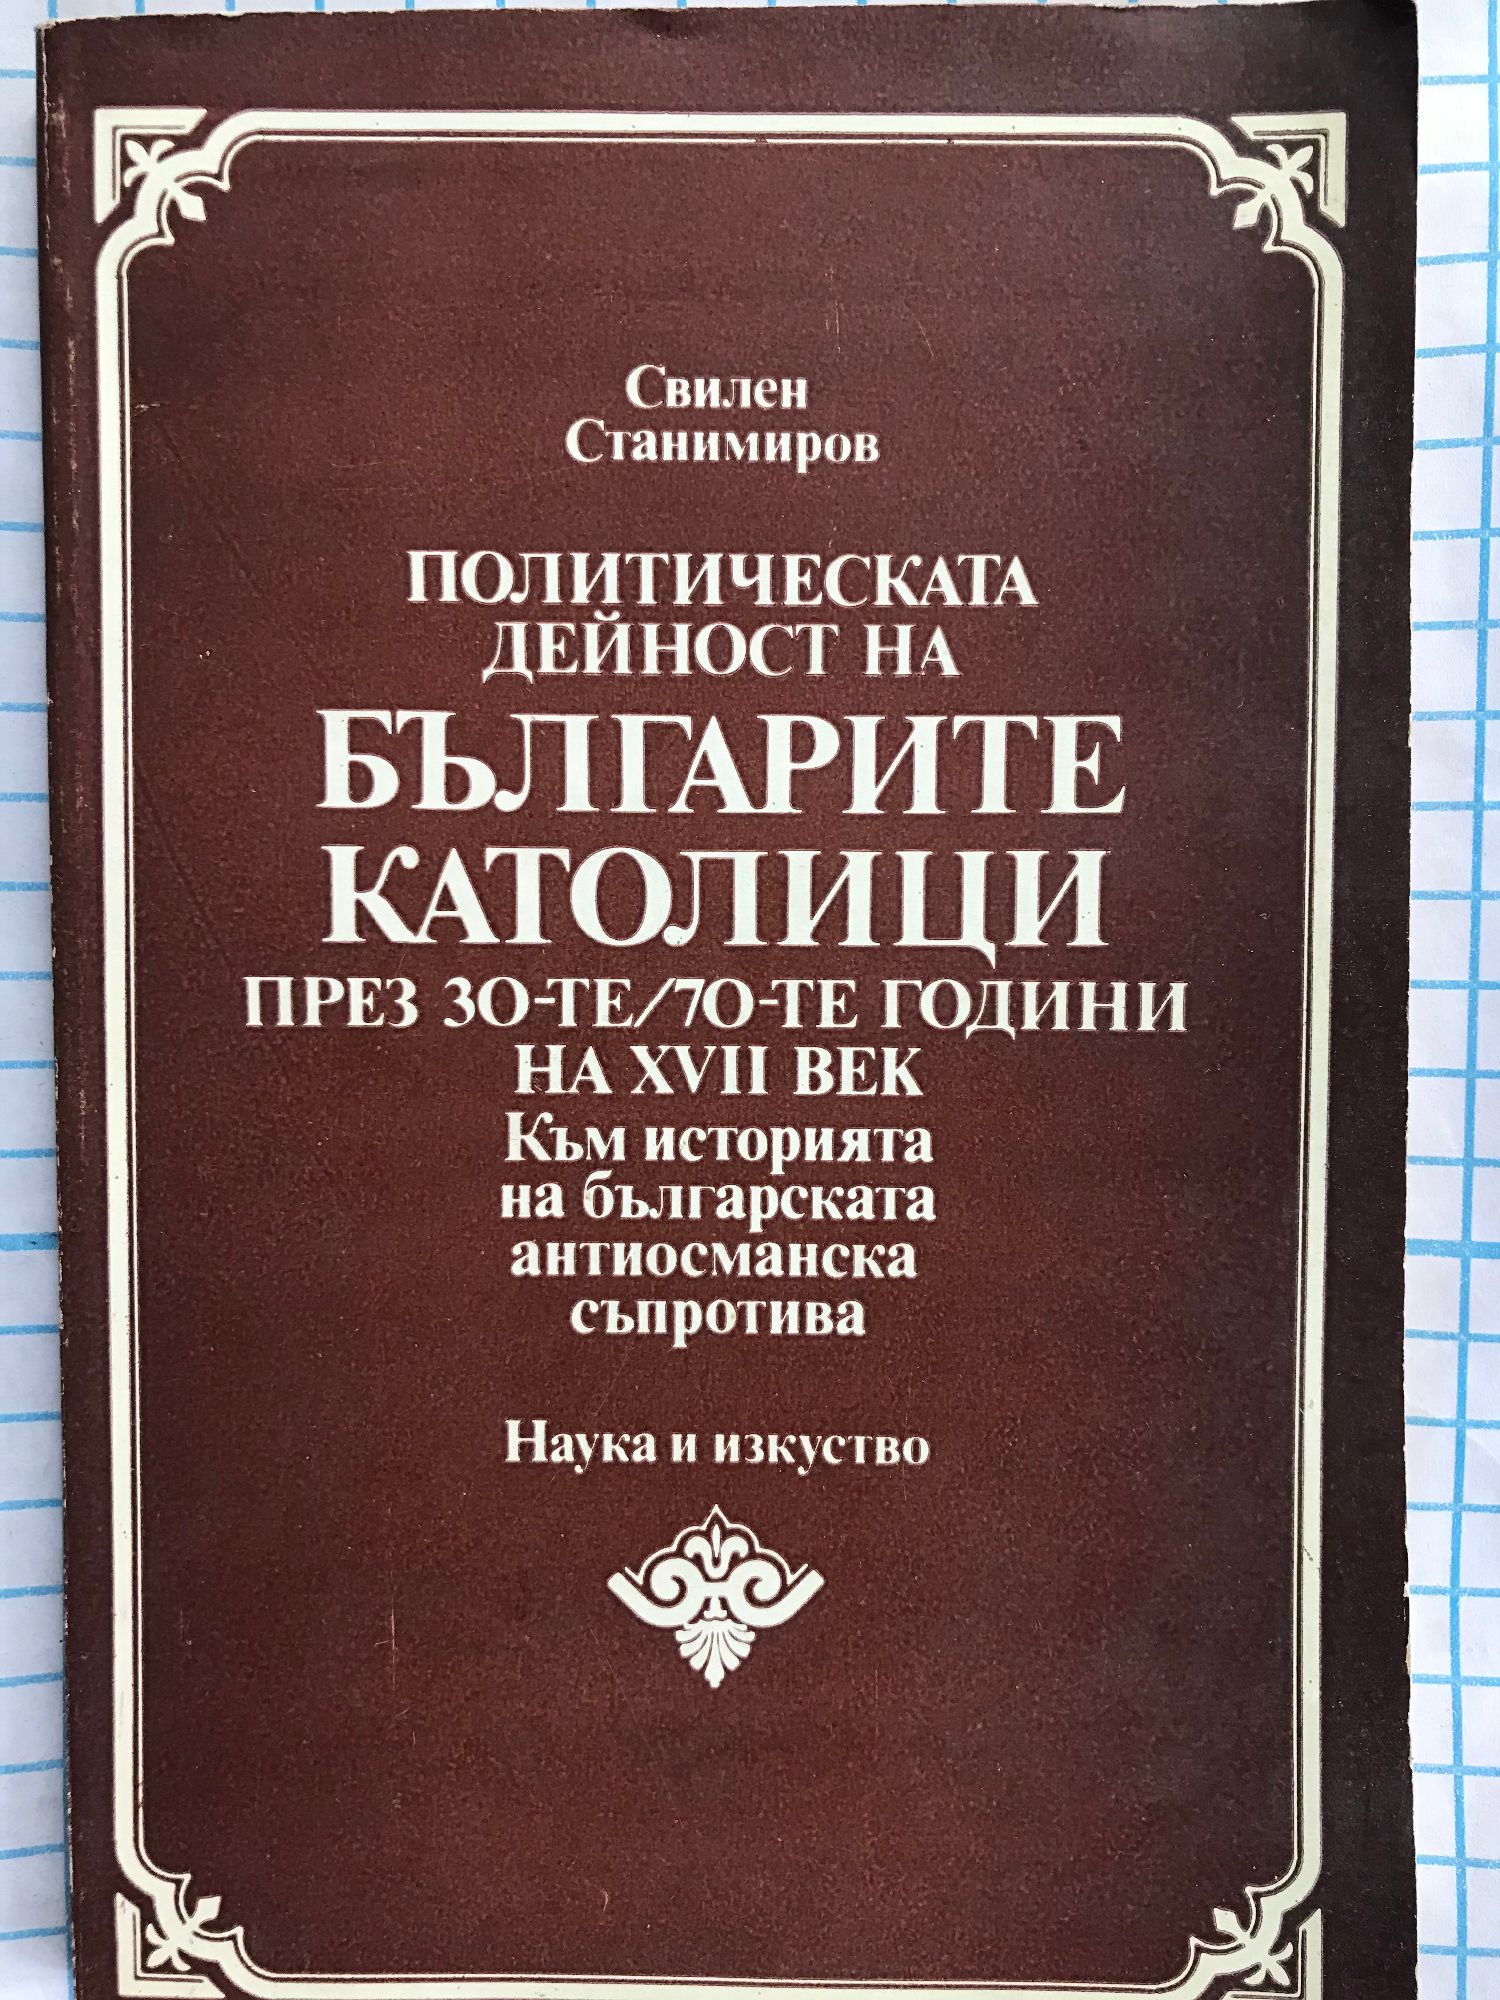 Свилен
Станимиров
ПОЛИТИЧЕСКАТА
ДЕЙНОСТ НА
БЪЛГАРИТЕ
КАТОЛИЦИ
ПРЕЗ 30-ТЕ/70-ТЕ ГОДИНИ
НА XVII ВЕК
Към историята
на българската
антиосманска
съпротива
Наука и изкуство